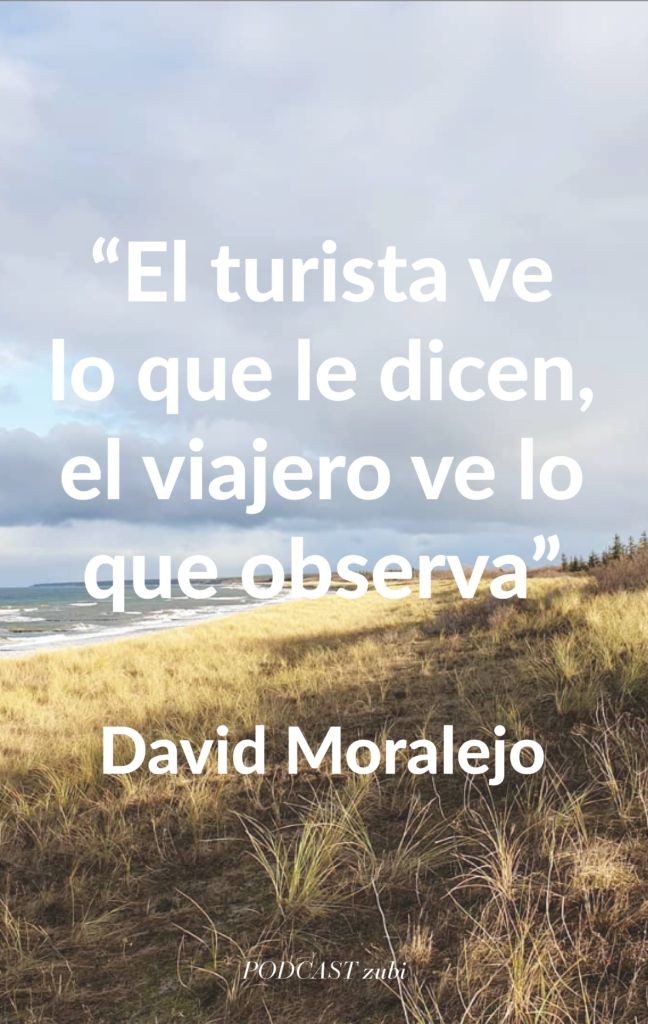 “El turista ve
lo que le dicen,
el viajero ve lo
que observa”
David Moralejo
PODCAST zubi